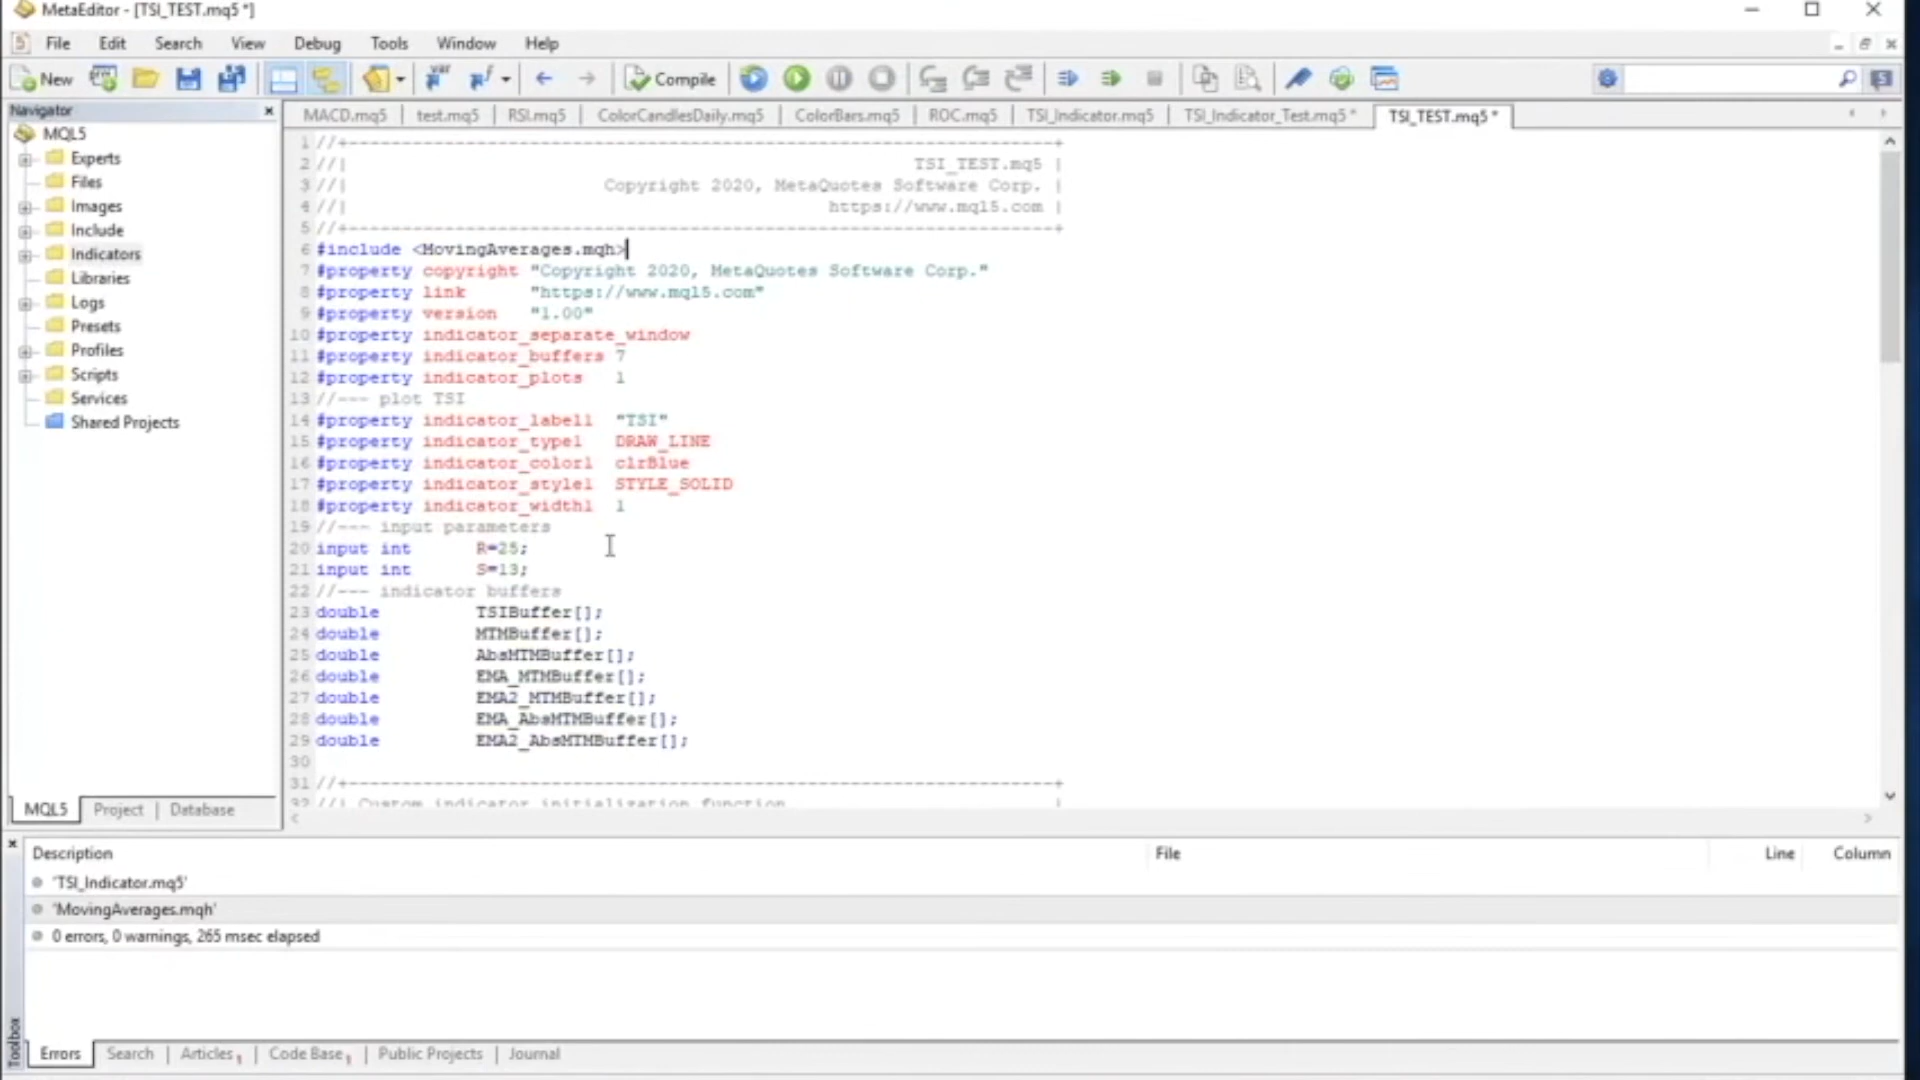 MetaEditor - [TSI_TEST.mq5 *]
File Edit Search View Debug Tools Window Help
New Compile
Navigator
MQL5
Experts
Files
Images
Include
Indicators
Libraries
Logs
Presets
Profiles
Scripts
Services
Shared Projects
MQL5 | Project | Database
MACD.mq5 | test.mq5 | RSI.mq5 | ColorCandlesDaily.mq5 | ColorBars.mq5 | ROC.mq5 | TSI_Indicator.mq5 | TSI_Indicator_Test.mq5 * | TSI_TEST.mq5 *
1 //+------------------------------------------------------------------+
2 //| TSI_TEST.mq5 |
3 //| Copyright 2020, MetaQuotes Software Corp. |
4 //| https://www.mql5.com |
5 //+------------------------------------------------------------------+
6 #include <MovingAverages.mqh>
7 #property copyright "Copyright 2020, MetaQuotes Software Corp."
8 #property link "https://www.mql5.com"
9 #property version "1.00"
10 #property indicator_separate_window
11 #property indicator_buffers 7
12 #property indicator_plots 1
13 //--- plot TSI
14 #property indicator_label1 "TSI"
15 #property indicator_type1 DRAW_LINE
16 #property indicator_color1 clrBlue
17 #property indicator_style1 STYLE_SOLID
18 #property indicator_width1 1
19 //--- input parameters
20 input int R=25;
21 input int S=13;
22 //--- indicator buffers
23 double TSIBuffer[];
24 double MTMBuffer[];
25 double AbsMTMBuffer[];
26 double EMA_MTMBuffer[];
27 double EMA2_MTMBuffer[];
28 double EMA_AbsMTMBuffer[];
29 double EMA2_AbsMTMBuffer[];
30
31 //+------------------------------------------------------------------+
32 //| Custom indicator initialization function |
Description File Line Column
'TSI_Indicator.mq5'
'MovingAverages.mqh'
0 errors, 0 warnings, 265 msec elapsed
Toolbox
Errors | Search | Articles | Code Base | Public Projects | Journal